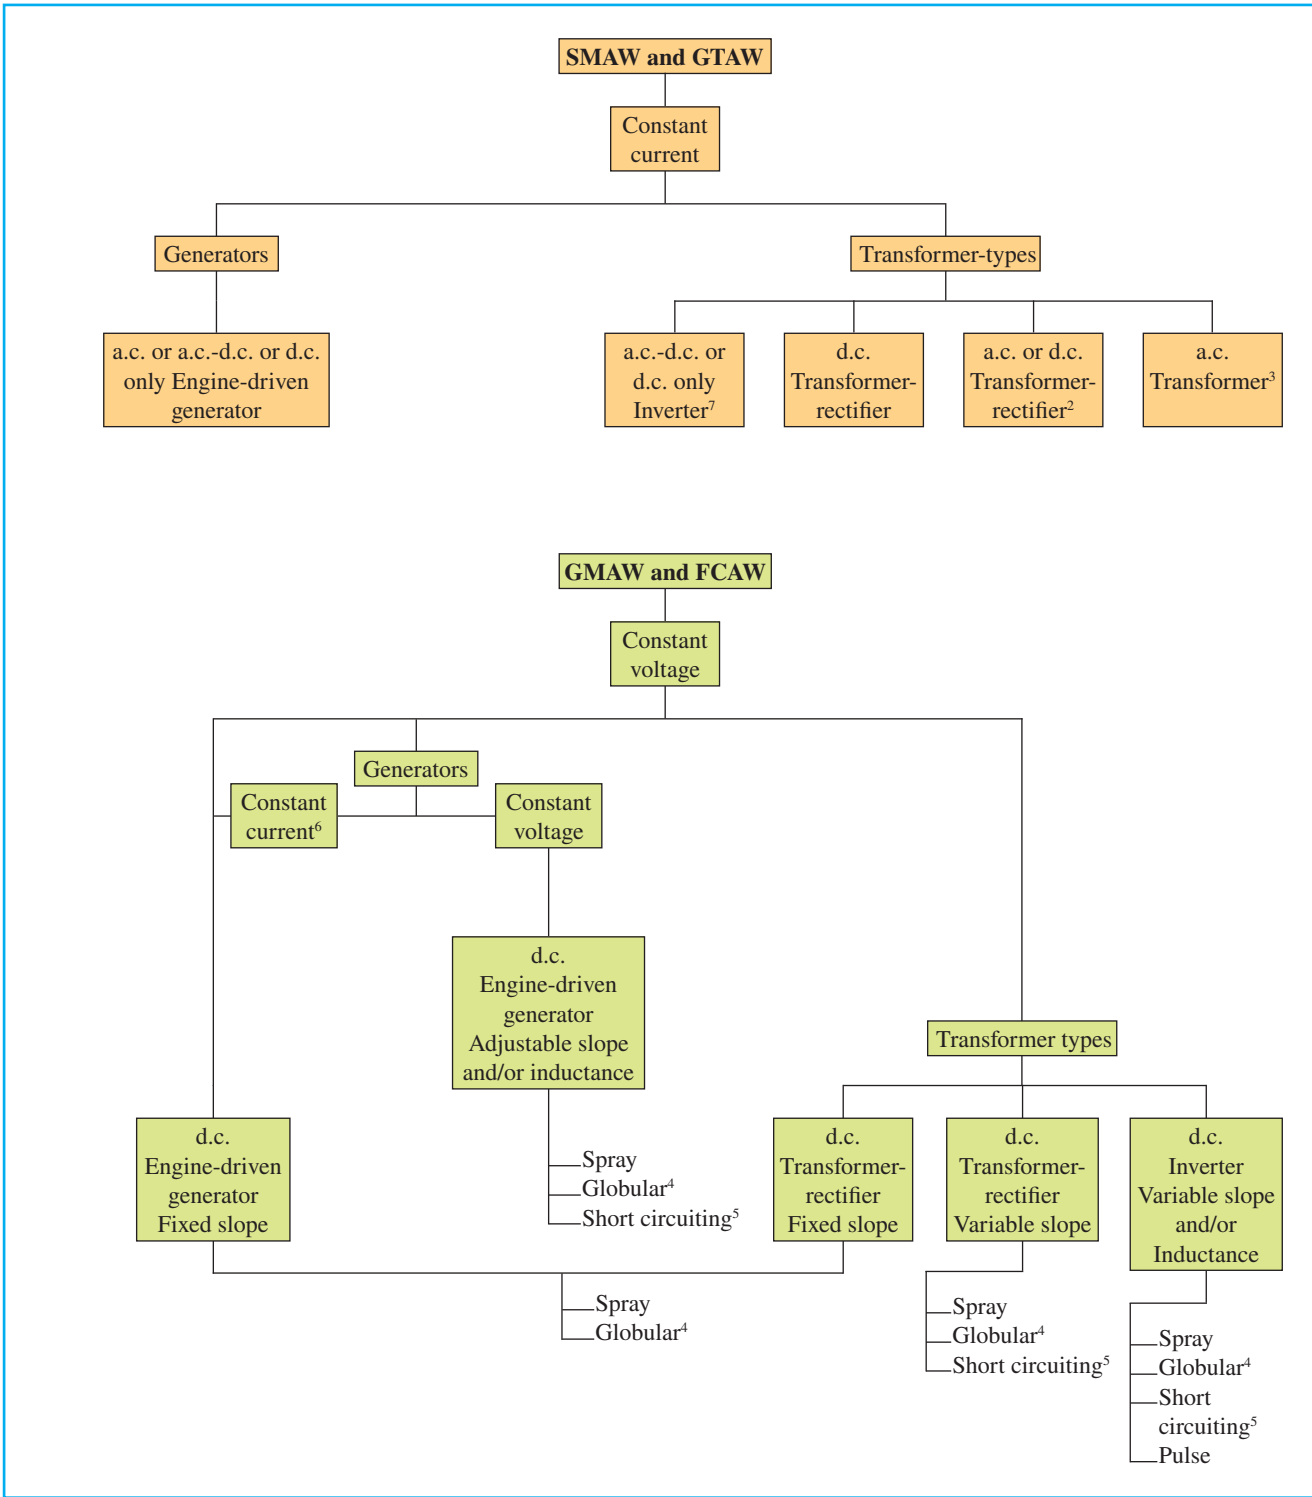 SMAW and GTAW
Constant
current
Generators
Transformer-types
a.c. or a.c.-d.c. or d.c.
only Engine-driven
generator
a.c.-d.c. or
d.c. only
Inverter⁷
d.c.
Transformer-
rectifier
a.c. or d.c.
Transformer-
rectifier²
a.c.
Transformer³
GMAW and FCAW
Constant
voltage
Generators
Constant
current⁶
Constant
voltage
d.c.
Engine-driven
generator
Adjustable slope
and/or inductance
Spray
Globular⁴
Short circuiting⁵
Transformer types
d.c.
Engine-driven
generator
Fixed slope
d.c.
Transformer-
rectifier
Fixed slope
d.c.
Transformer-
rectifier
Variable slope
d.c.
Inverter
Variable slope
and/or
Inductance
Spray
Globular⁴
Spray
Globular⁴
Short circuiting⁵
Spray
Globular⁴
Short
circuiting⁵
Pulse